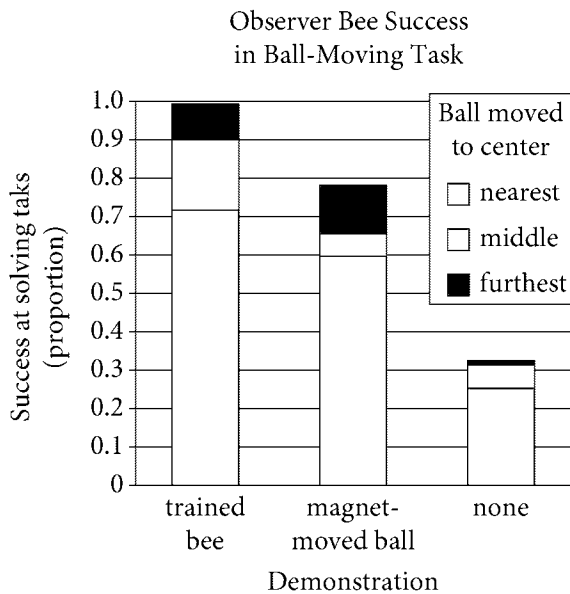 Observer Bee Success
in Ball-Moving Task
Success at solving taks
(proportion)
1.0
0.9
0.8
0.7
0.6
0.5
0.4
0.3
0.2
0.1
0
Ball moved
to center
nearest
middle
furthest
trained
bee
magnet-
moved ball
none
Demonstration